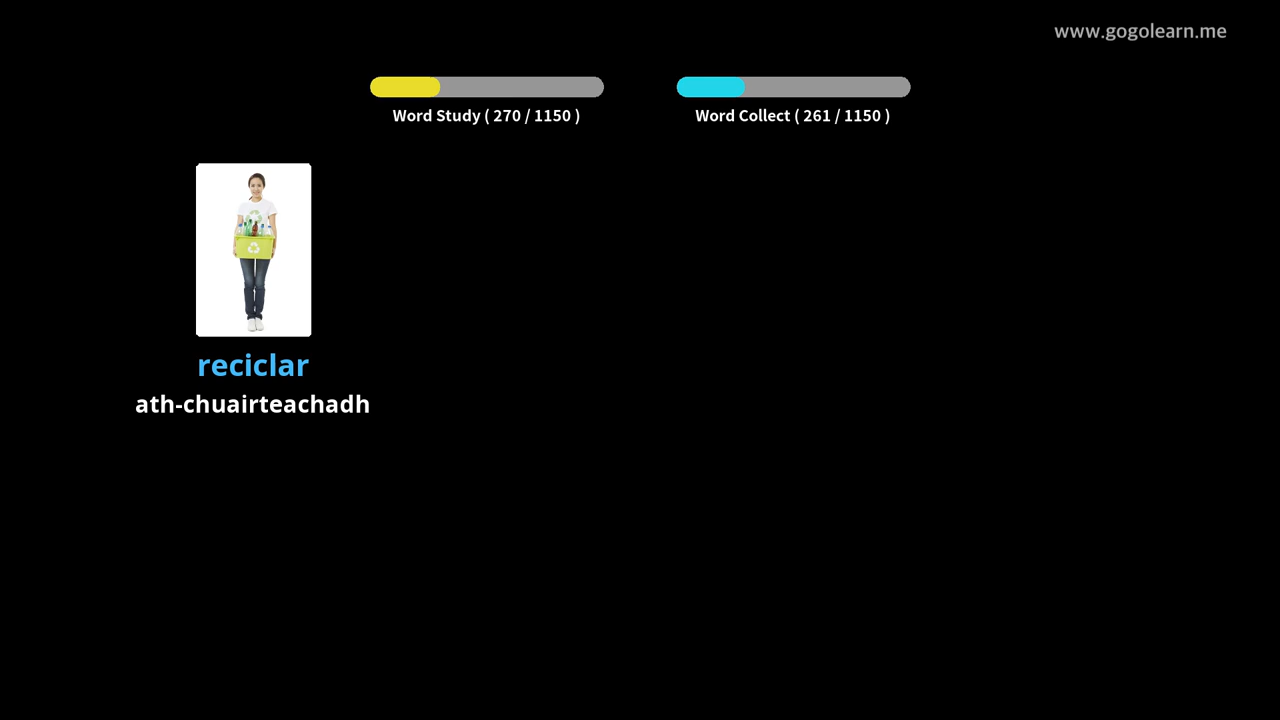 www.gogolearn.me
Word Study ( 270 / 1150 )
Word Collect ( 261 / 1150 )
reciclar
ath-chuairteachadh